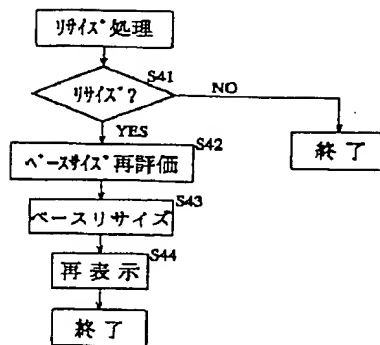 ﾘｻｲｽﾞ処理
S41
ﾘｻｲｽﾞ?
NO
YES
S42
ﾍﾞｰｽｻｲｽﾞ再評価
終了
S43
ベースリサイズ
S44
再表示
終了